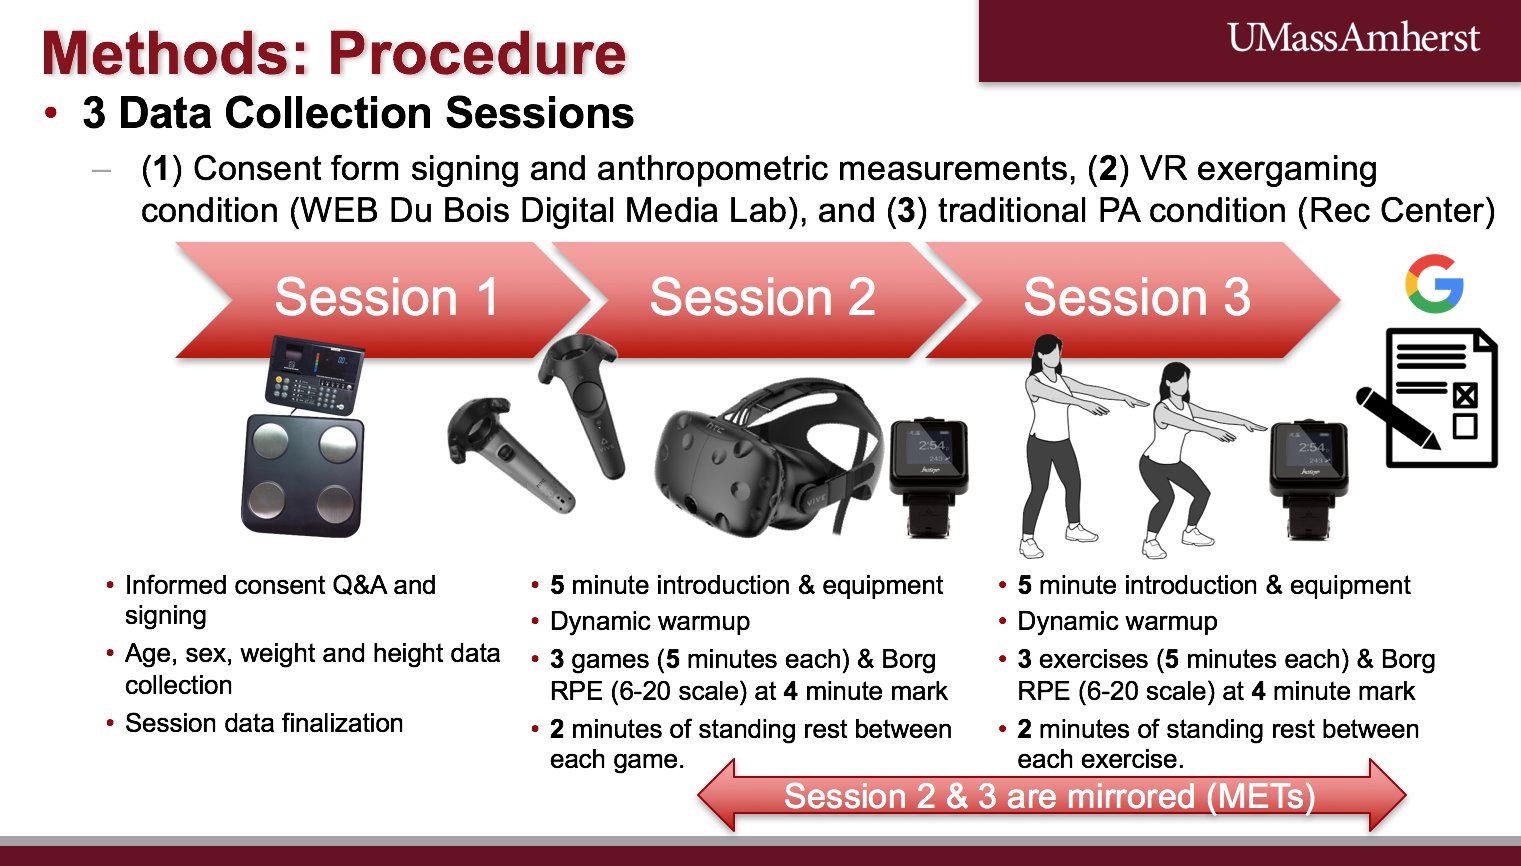 UMassAmherst
Methods: Procedure
• 3 Data Collection Sessions
– (1) Consent form signing and anthropometric measurements, (2) VR exergaming
condition (WEB Du Bois Digital Media Lab), and (3) traditional PA condition (Rec Center)
Session 1
Session 2
Session 3
G
hTC
VIVE
VIVE
2:54
243
2:54
243
• Informed consent Q&A and
signing
• Age, sex, weight and height data
collection
• Session data finalization
• 5 minute introduction & equipment
• Dynamic warmup
• 3 games (5 minutes each) & Borg
RPE (6-20 scale) at 4 minute mark
• 2 minutes of standing rest between
each game.
• 5 minute introduction & equipment
• Dynamic warmup
• 3 exercises (5 minutes each) & Borg
RPE (6-20 scale) at 4 minute mark
• 2 minutes of standing rest between
each exercise.
Session 2 & 3 are mirrored (METs)